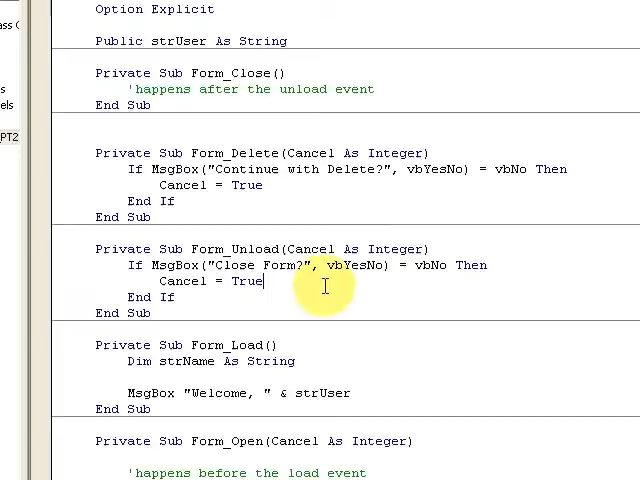 Option Explicit
Public strUser As String
Private Sub Form_Close()
'happens after the unload event
End Sub
Private Sub Form_Delete(Cancel As Integer)
If MsgBox("Continue with Delete?", vbYesNo) = vbNo Then
Cancel = True
End If
End Sub
Private Sub Form_Unload(Cancel As Integer)
If MsgBox("Close Form?", vbYesNo) = vbNo Then
Cancel = True
End If
End Sub
Private Sub Form_Load()
Dim strName As String
MsgBox "Welcome, " & strUser
End Sub
Private Sub Form_Open(Cancel As Integer)
'happens before the load event
ass C
s
els
_PT2